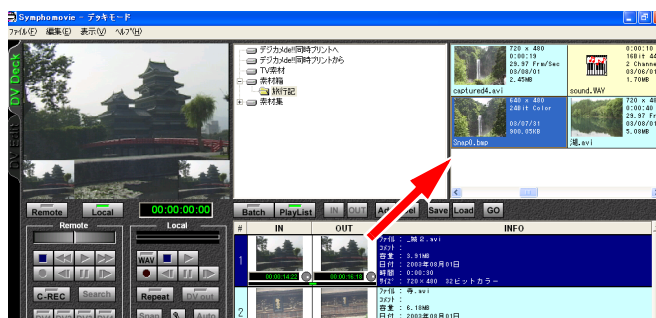 Symphomovie - デッキモード
ファイル(F) 編集(E) 表示(V) ヘルプ(H)
DV Deck
DV Edit
デジカメde!!同時プリントへ
デジカメde!!同時プリントから
TV素材
素材箱
旅行記
素材集
720 x 480
0:00:19
29.97 Frm/Sec
03/08/01
2.45MB
captured4.avi
0:00:10
16Bit 44
2 Channe
03/06/01
1.70MB
sound.WAV
640 x 480
24Bit Color
03/07/31
900.05KB
Snap0.bmp
720 x 48
0:00:40
29.97 Fr
03/08/01
5.08MB
湖.avi
Remote Local 00:00:00:00
Batch PlayList IN OUT Save Load GO
Remote Local
WAV
C-REC Search Repeat DV out
Snap Auto
# IN OUT INFO
1
00:00:14:22 00:00:16:18
ファイル : _城２.avi
コメント :
容量 : 3.91MB
日付 : 2003年08月01日
時間 : 0:00:30
サイズ : 720×480 32ビットカラー
2
ファイル : 寺.avi
コメント :
容量 : 6.18MB
日付 : 2003年08月01日